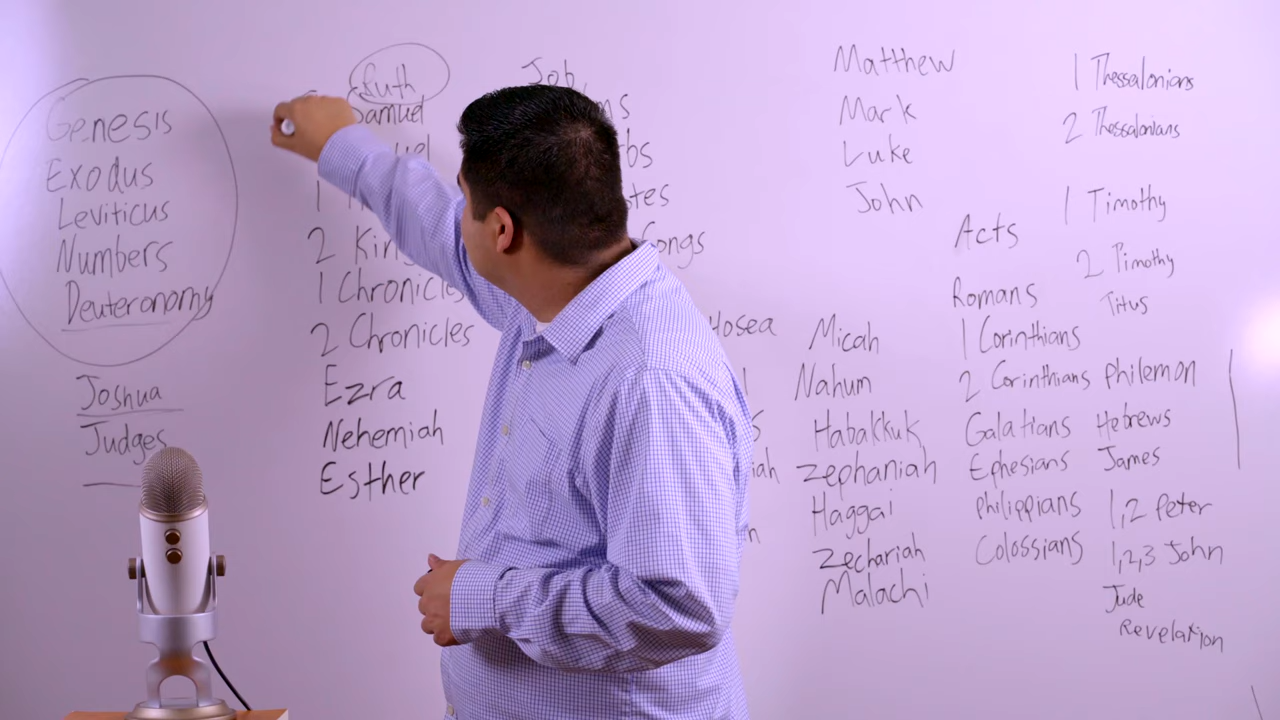 Genesis
Exodus
Leviticus
Numbers
Deuteronomy
Joshua
Judges
Ruth
Samuel
2
1 Chronicles
2 Chronicles
Ezra
Nehemiah
Esther
Job
Hosea
Micah
Nahum
Habakkuk
Zephaniah
Haggai
Zechariah
Malachi
Matthew
Mark
Luke
John
Acts
Romans
1 Corinthians
2 Corinthians
Galatians
Ephesians
Philippians
Colossians
1 Thessalonians
2 Thessalonians
1 Timothy
2 Timothy
Titus
Philemon
Hebrews
James
1,2 Peter
1,2,3 John
Jude
Revelation